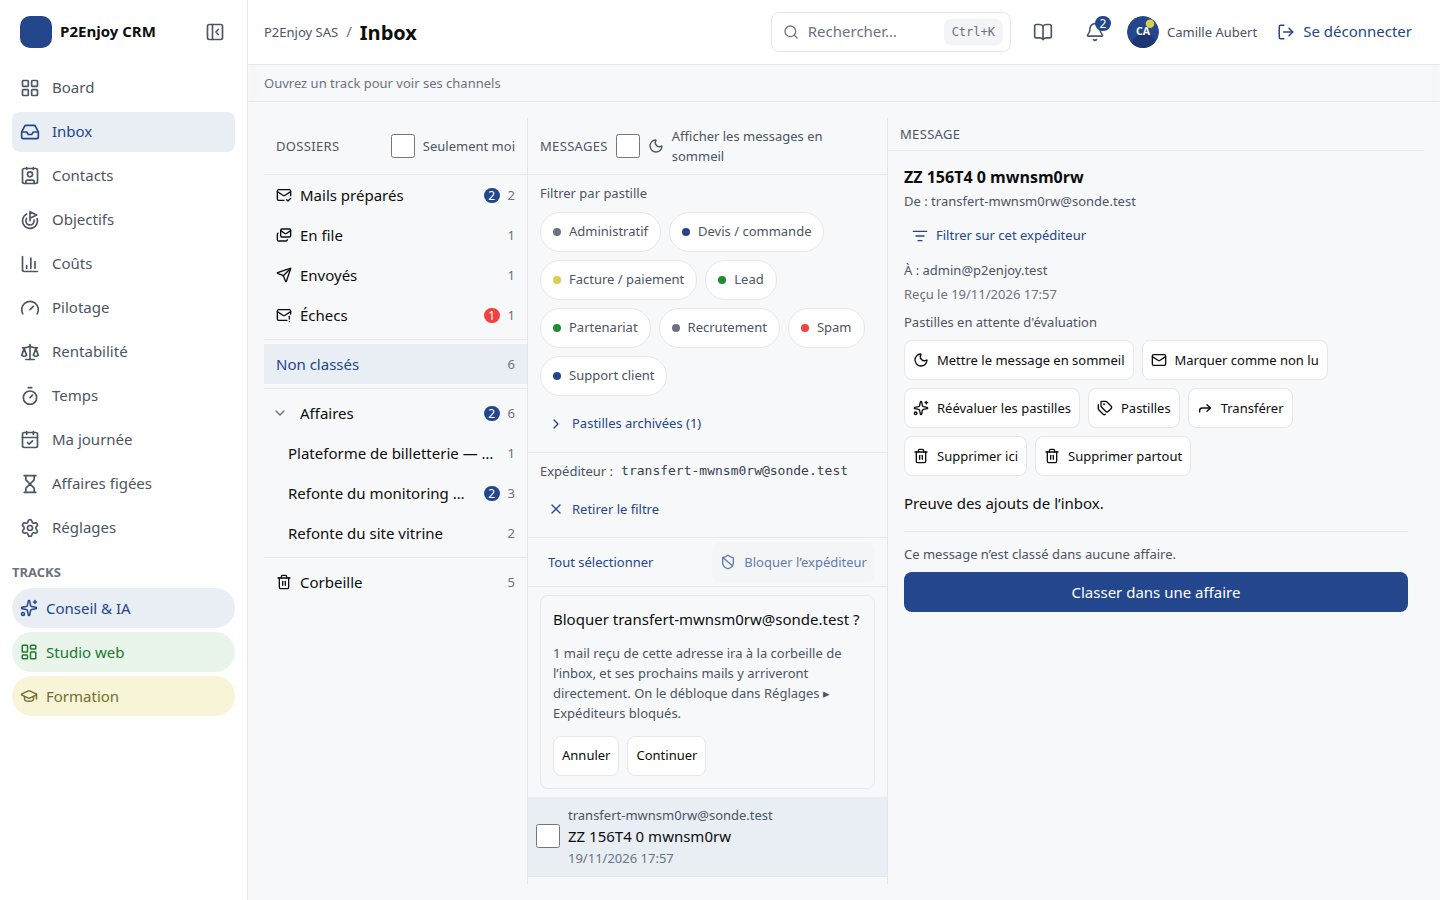 P2Enjoy CRM
Board
Inbox
Contacts
Objectifs
Coûts
Pilotage
Rentabilité
Temps
Ma journée
Affaires figées
Réglages
TRACKS
Conseil & IA
Studio web
Formation
P2Enjoy SAS / Inbox
Rechercher... Ctrl+K
2
CA Camille Aubert
Se déconnecter
Ouvrez un track pour voir ses channels
DOSSIERS Seulement moi
Mails préparés 2 2
En file 1
Envoyés 1
Échecs 1 1
Non classés 6
Affaires 2 6
Plateforme de billetterie — ... 1
Refonte du monitoring ... 2 3
Refonte du site vitrine 2
Corbeille 5
MESSAGES Afficher les messages en
sommeil
Filtrer par pastille
Administratif Devis / commande
Facture / paiement Lead
Partenariat Recrutement Spam
Support client
Pastilles archivées (1)
Expéditeur : transfert-mwnsm0rw@sonde.test
Retirer le filtre
Tout sélectionner Bloquer l’expéditeur
Bloquer transfert-mwnsm0rw@sonde.test ?
1 mail reçu de cette adresse ira à la corbeille de
l’inbox, et ses prochains mails y arriveront
directement. On le débloque dans Réglages ▸
Expéditeurs bloqués.
Annuler Continuer
transfert-mwnsm0rw@sonde.test
ZZ 156T4 0 mwnsm0rw
19/11/2026 17:57
MESSAGE
ZZ 156T4 0 mwnsm0rw
De : transfert-mwnsm0rw@sonde.test
Filtrer sur cet expéditeur
À : admin@p2enjoy.test
Reçu le 19/11/2026 17:57
Pastilles en attente d'évaluation
Mettre le message en sommeil Marquer comme non lu
Réévaluer les pastilles Pastilles Transférer
Supprimer ici Supprimer partout
Preuve des ajouts de l’inbox.
Ce message n’est classé dans aucune affaire.
Classer dans une affaire